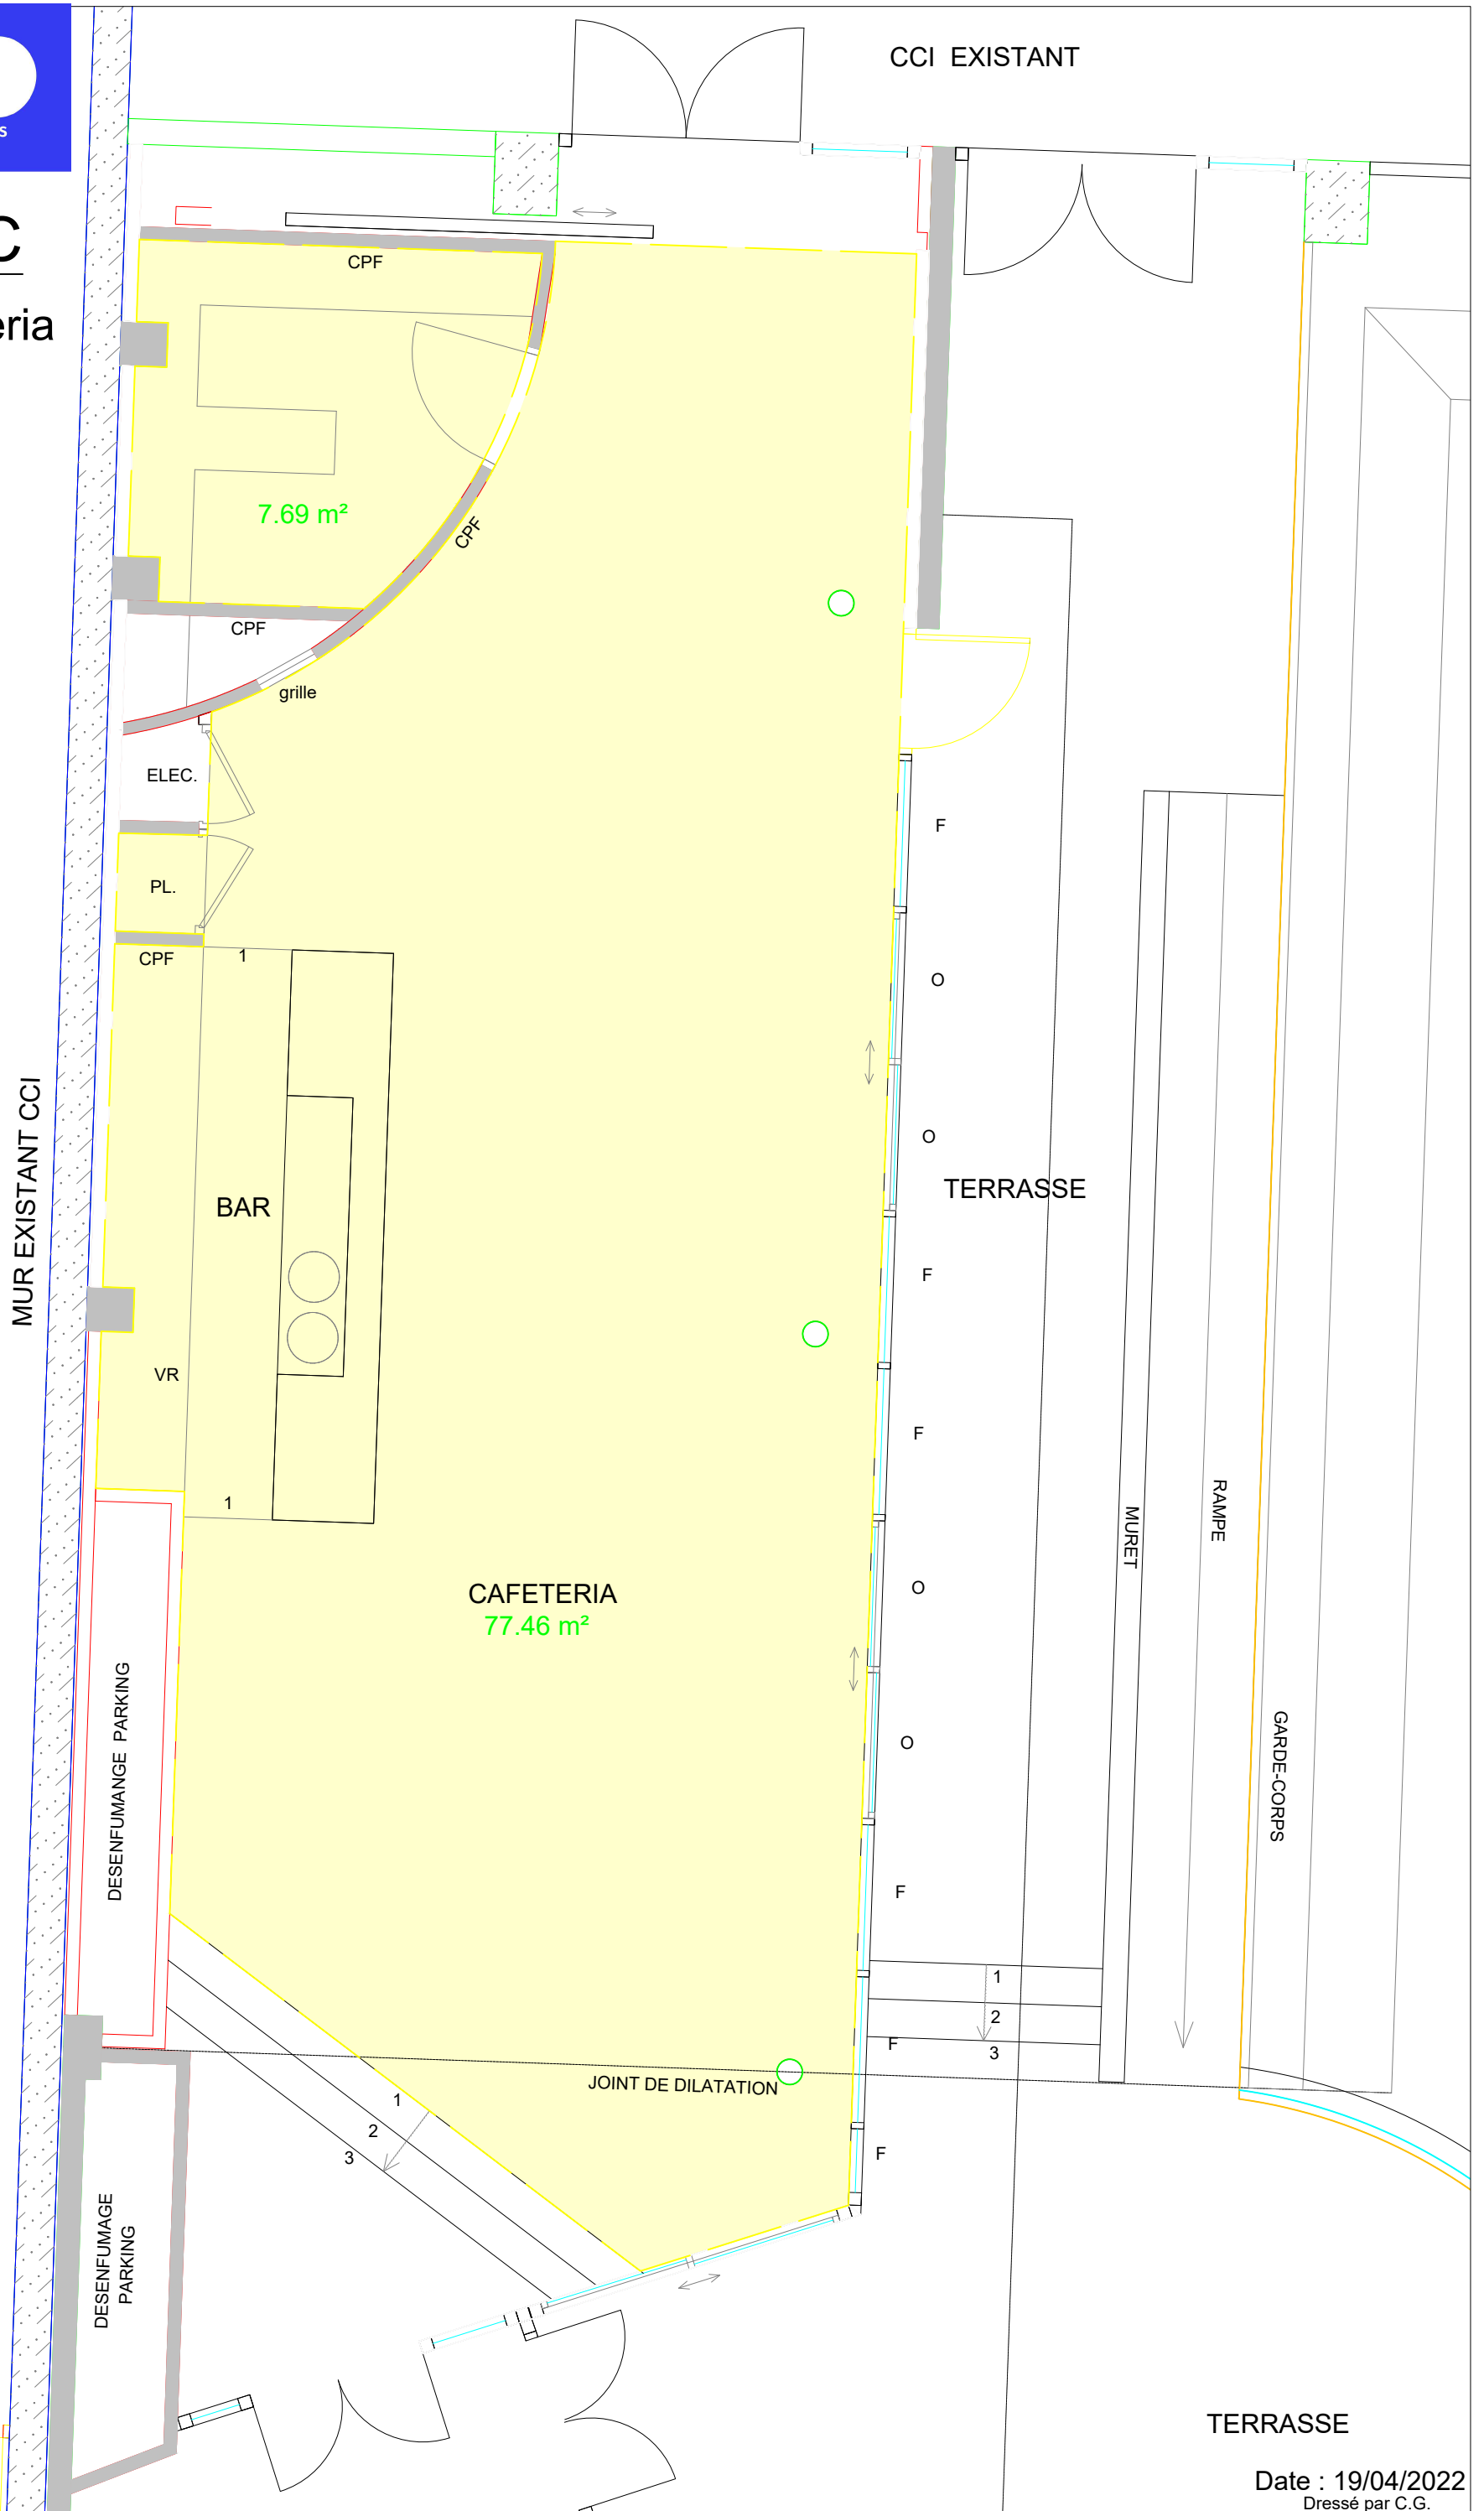 CCI EXISTANT
s
C
eria
CPF
7.69 m²
CPF
CPF
grille
ELEC.
PL.
CPF
1
F
O
O
TERRASSE
F
BAR
MUR EXISTANT CCI
VR
F
1
MURET
RAMPE
O
CAFETERIA
77.46 m²
DESENFUMANGE PARKING
O
GARDE-CORPS
F
1
2
3
F
JOINT DE DILATATION
1
2
3
F
DESENFUMAGE
PARKING
TERRASSE
Date : 19/04/2022
Dressé par C.G.